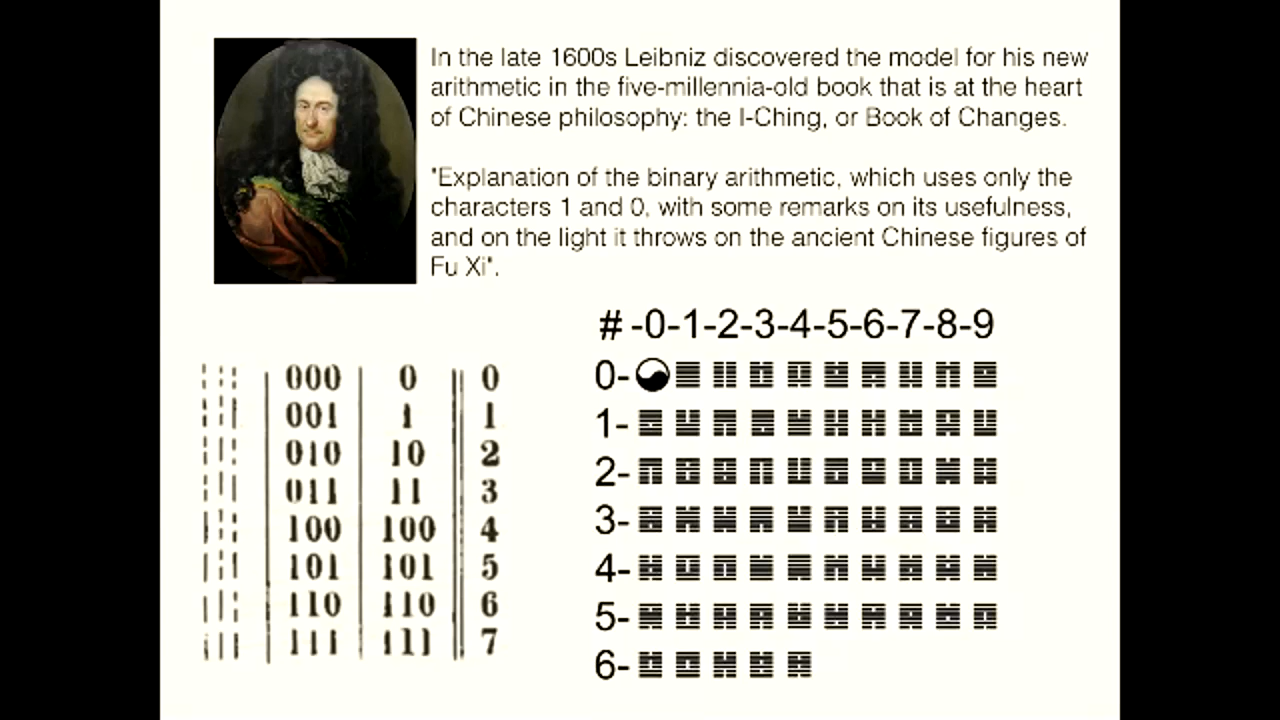 In the late 1600s Leibniz discovered the model for his new
arithmetic in the five-millennia-old book that is at the heart
of Chinese philosophy: the I-Ching, or Book of Changes.
"Explanation of the binary arithmetic, which uses only the
characters 1 and 0, with some remarks on its usefulness,
and on the light it throws on the ancient Chinese figures of
Fu Xi".
000 0 0
001 1 1
010 10 2
011 11 3
100 100 4
101 101 5
110 110 6
111 111 7
# -0-1-2-3-4-5-6-7-8-9
0-
1-
2-
3-
4-
5-
6-